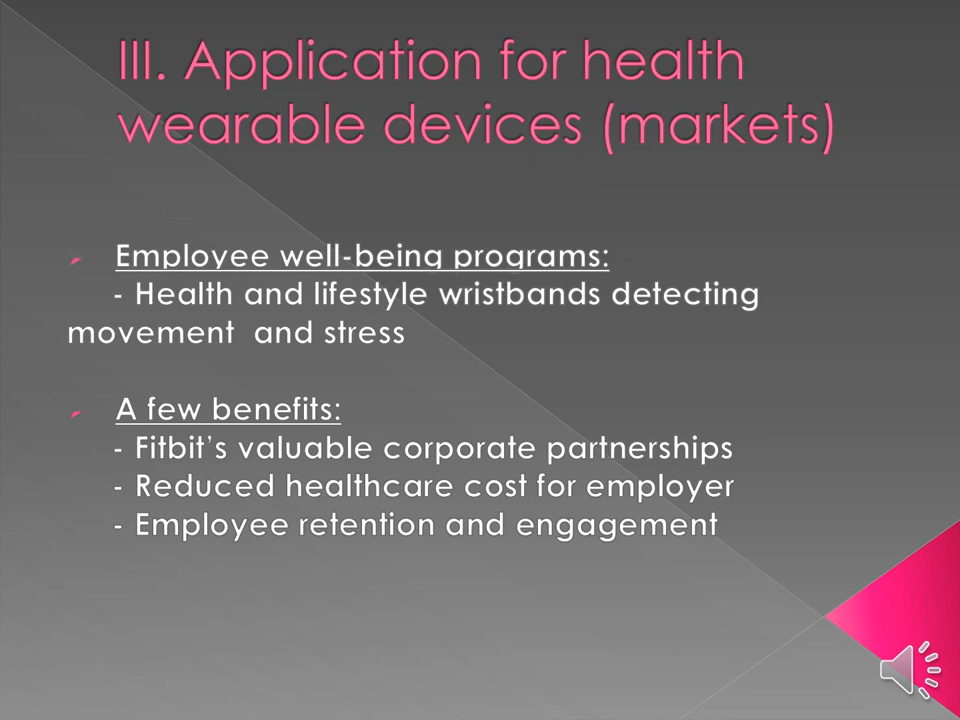 III. Application for health
wearable devices (markets)
Employee well-being programs:
- Health and lifestyle wristbands detecting
movement and stress
A few benefits:
- Fitbit’s valuable corporate partnerships
- Reduced healthcare cost for employer
- Employee retention and engagement